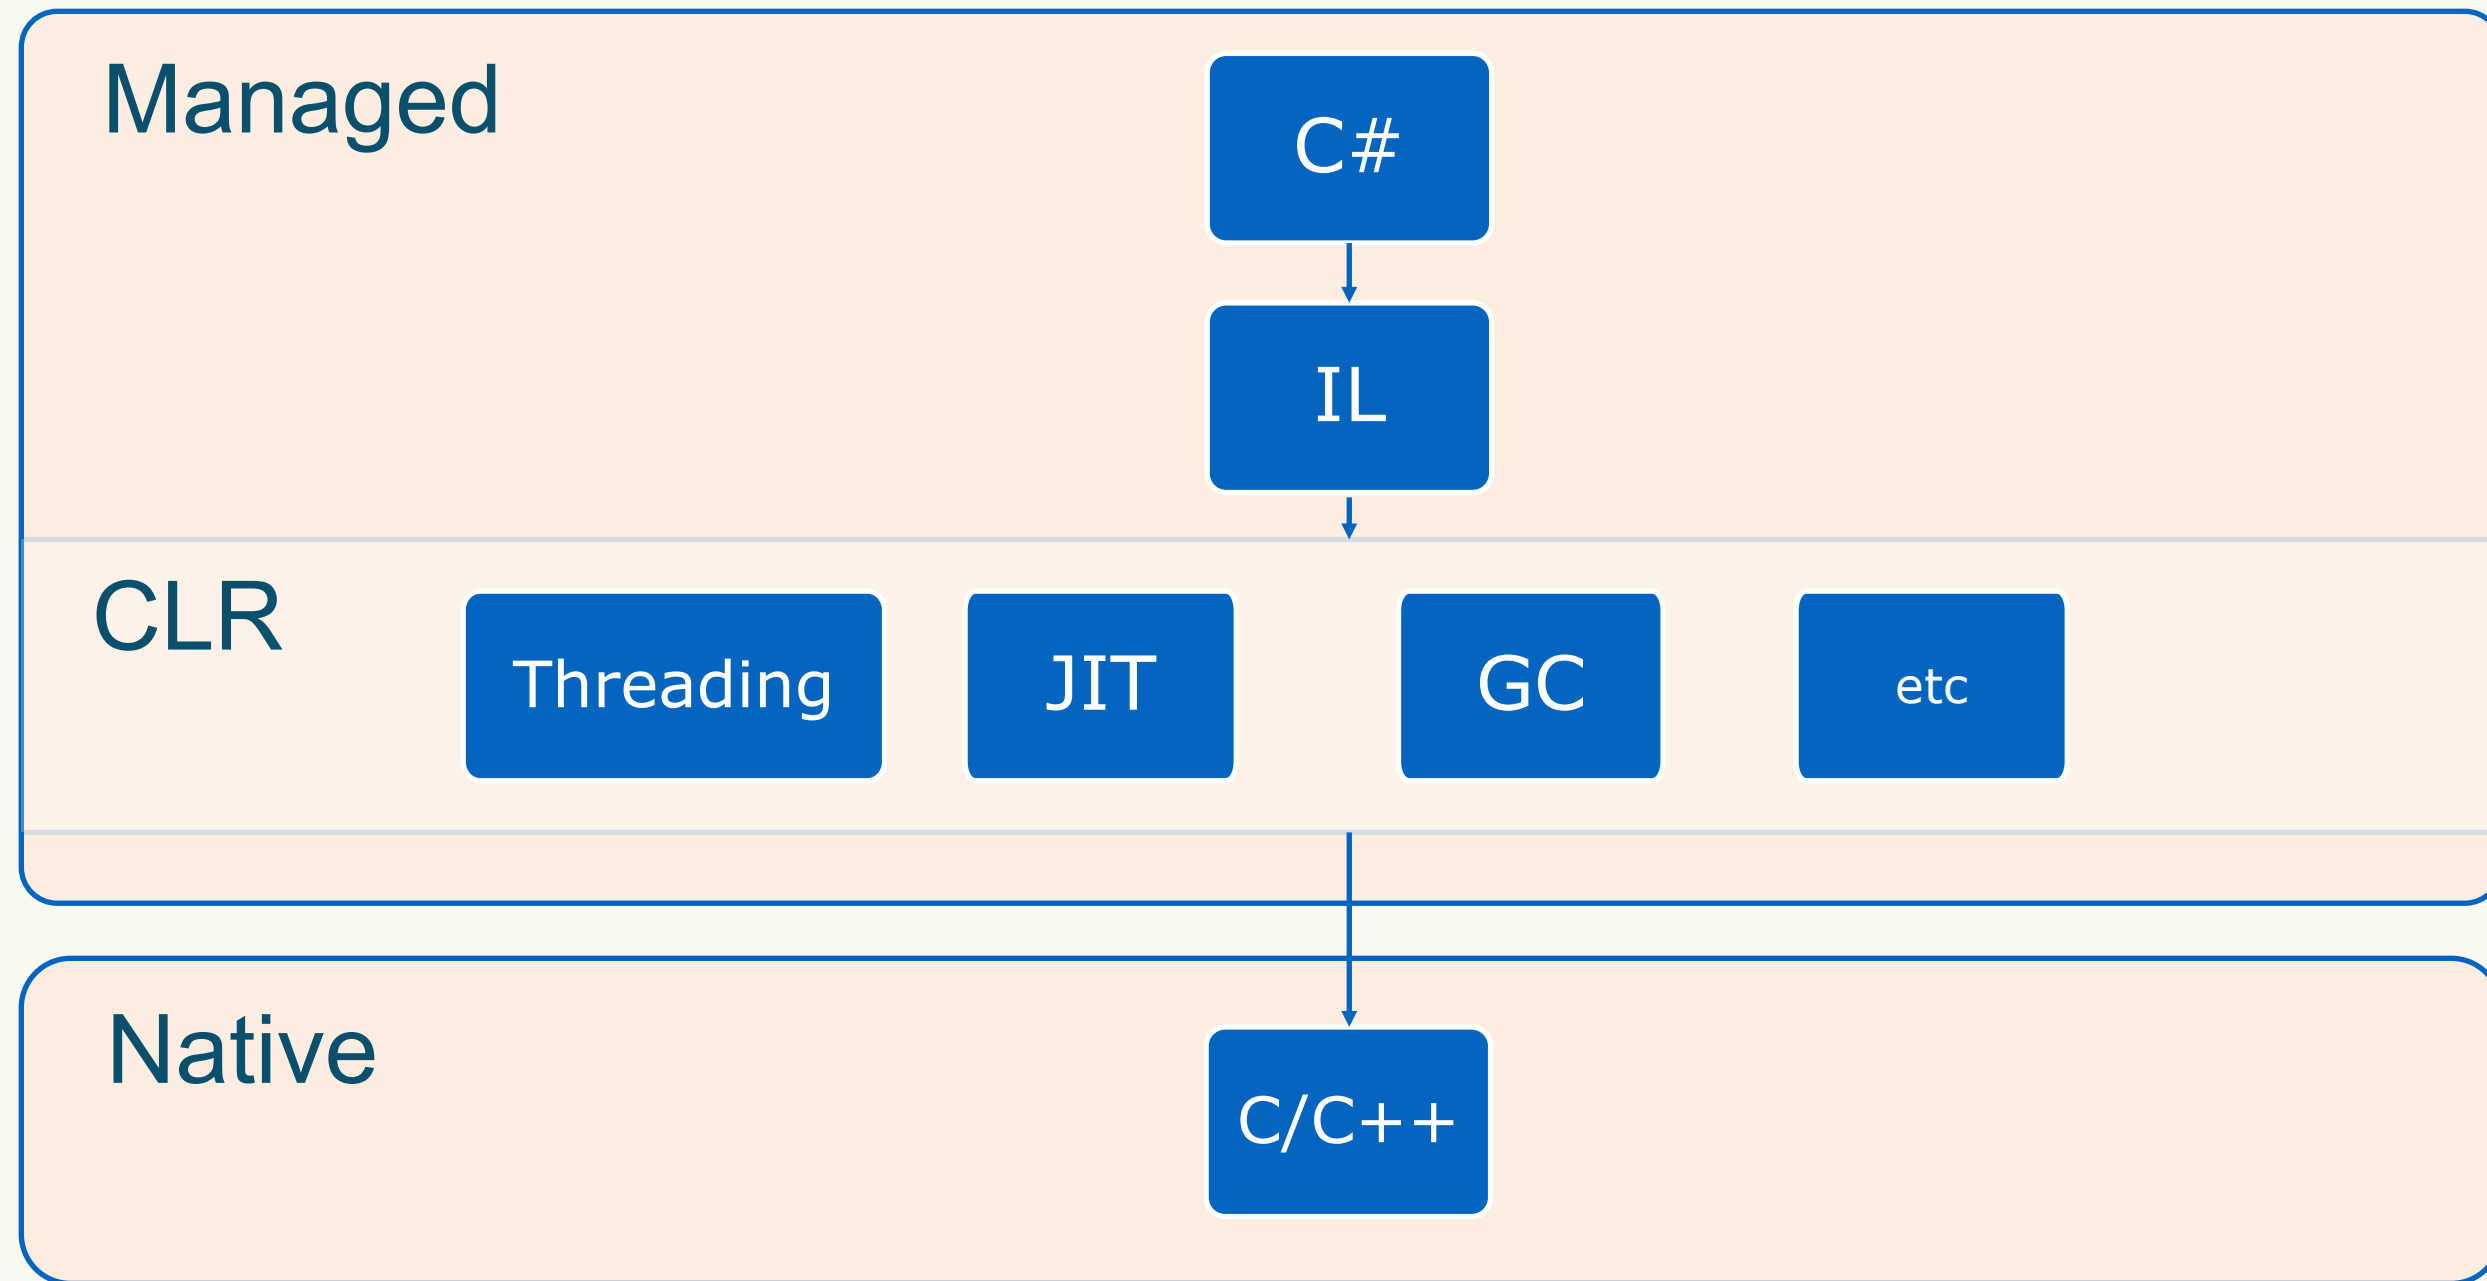 Managed
C#
IL
CLR
Threading
JIT
GC
etc
Native
C/C++